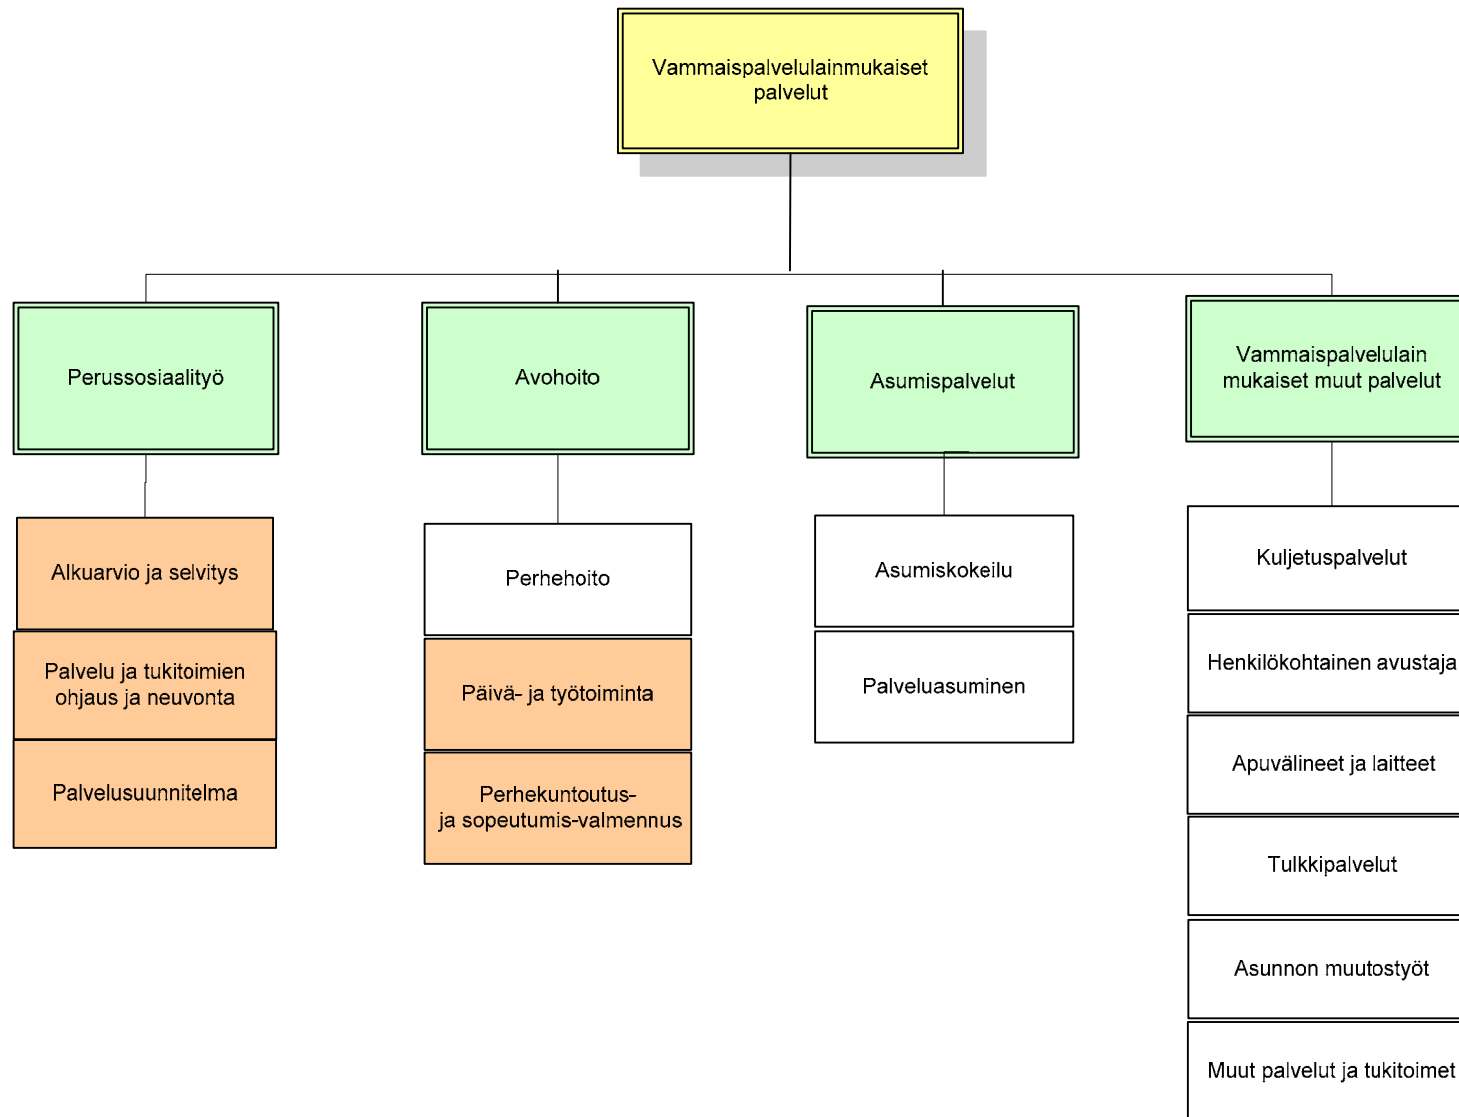 Vammaispalvelulainmukaiset
palvelut
Perussosiaalityö
Avohoito
Asumispalvelut
Vammaispalvelulain
mukaiset muut palvelut
Alkuarvio ja selvitys
Palvelu ja tukitoimien
ohjaus ja neuvonta
Palvelusuunnitelma
Perhehoito
Päivä- ja työtoiminta
Perhekuntoutus-
ja sopeutumis-valmennus
Asumiskokeilu
Palveluasuminen
Kuljetuspalvelut
Henkilökohtainen avustaja
Apuvälineet ja laitteet
Tulkkipalvelut
Asunnon muutostyöt
Muut palvelut ja tukitoimet